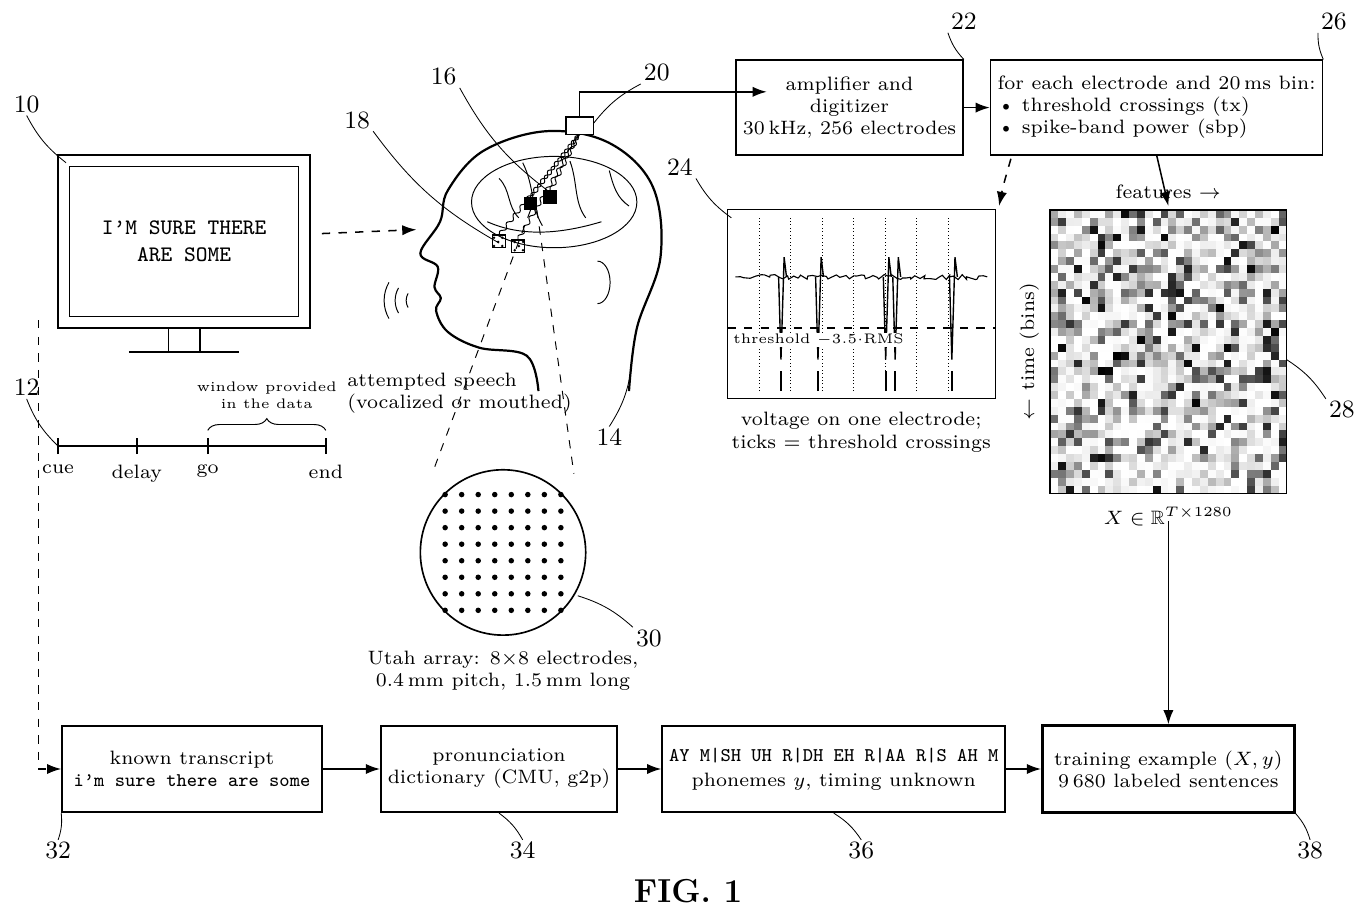 22
26
16
20
10
amplifier and
digitizer
30 kHz, 256 electrodes
for each electrode and 20 ms bin:
• threshold crossings (tx)
• spike-band power (sbp)
18
24
features →
I'M SURE THERE
ARE SOME
← time (bins)
threshold −3.5·RMS
12
window provided
in the data
attempted speech
(vocalized or mouthed)
28
14
voltage on one electrode;
ticks = threshold crossings
cue
delay
go
end
X ∈ ℝ^{T×1280}
30
Utah array: 8×8 electrodes,
0.4 mm pitch, 1.5 mm long
known transcript
i'm sure there are some
pronunciation
dictionary (CMU, g2p)
AY M|SH UH R|DH EH R|AA R|S AH M
phonemes y, timing unknown
training example (X, y)
9 680 labeled sentences
32
34
36
38
FIG. 1